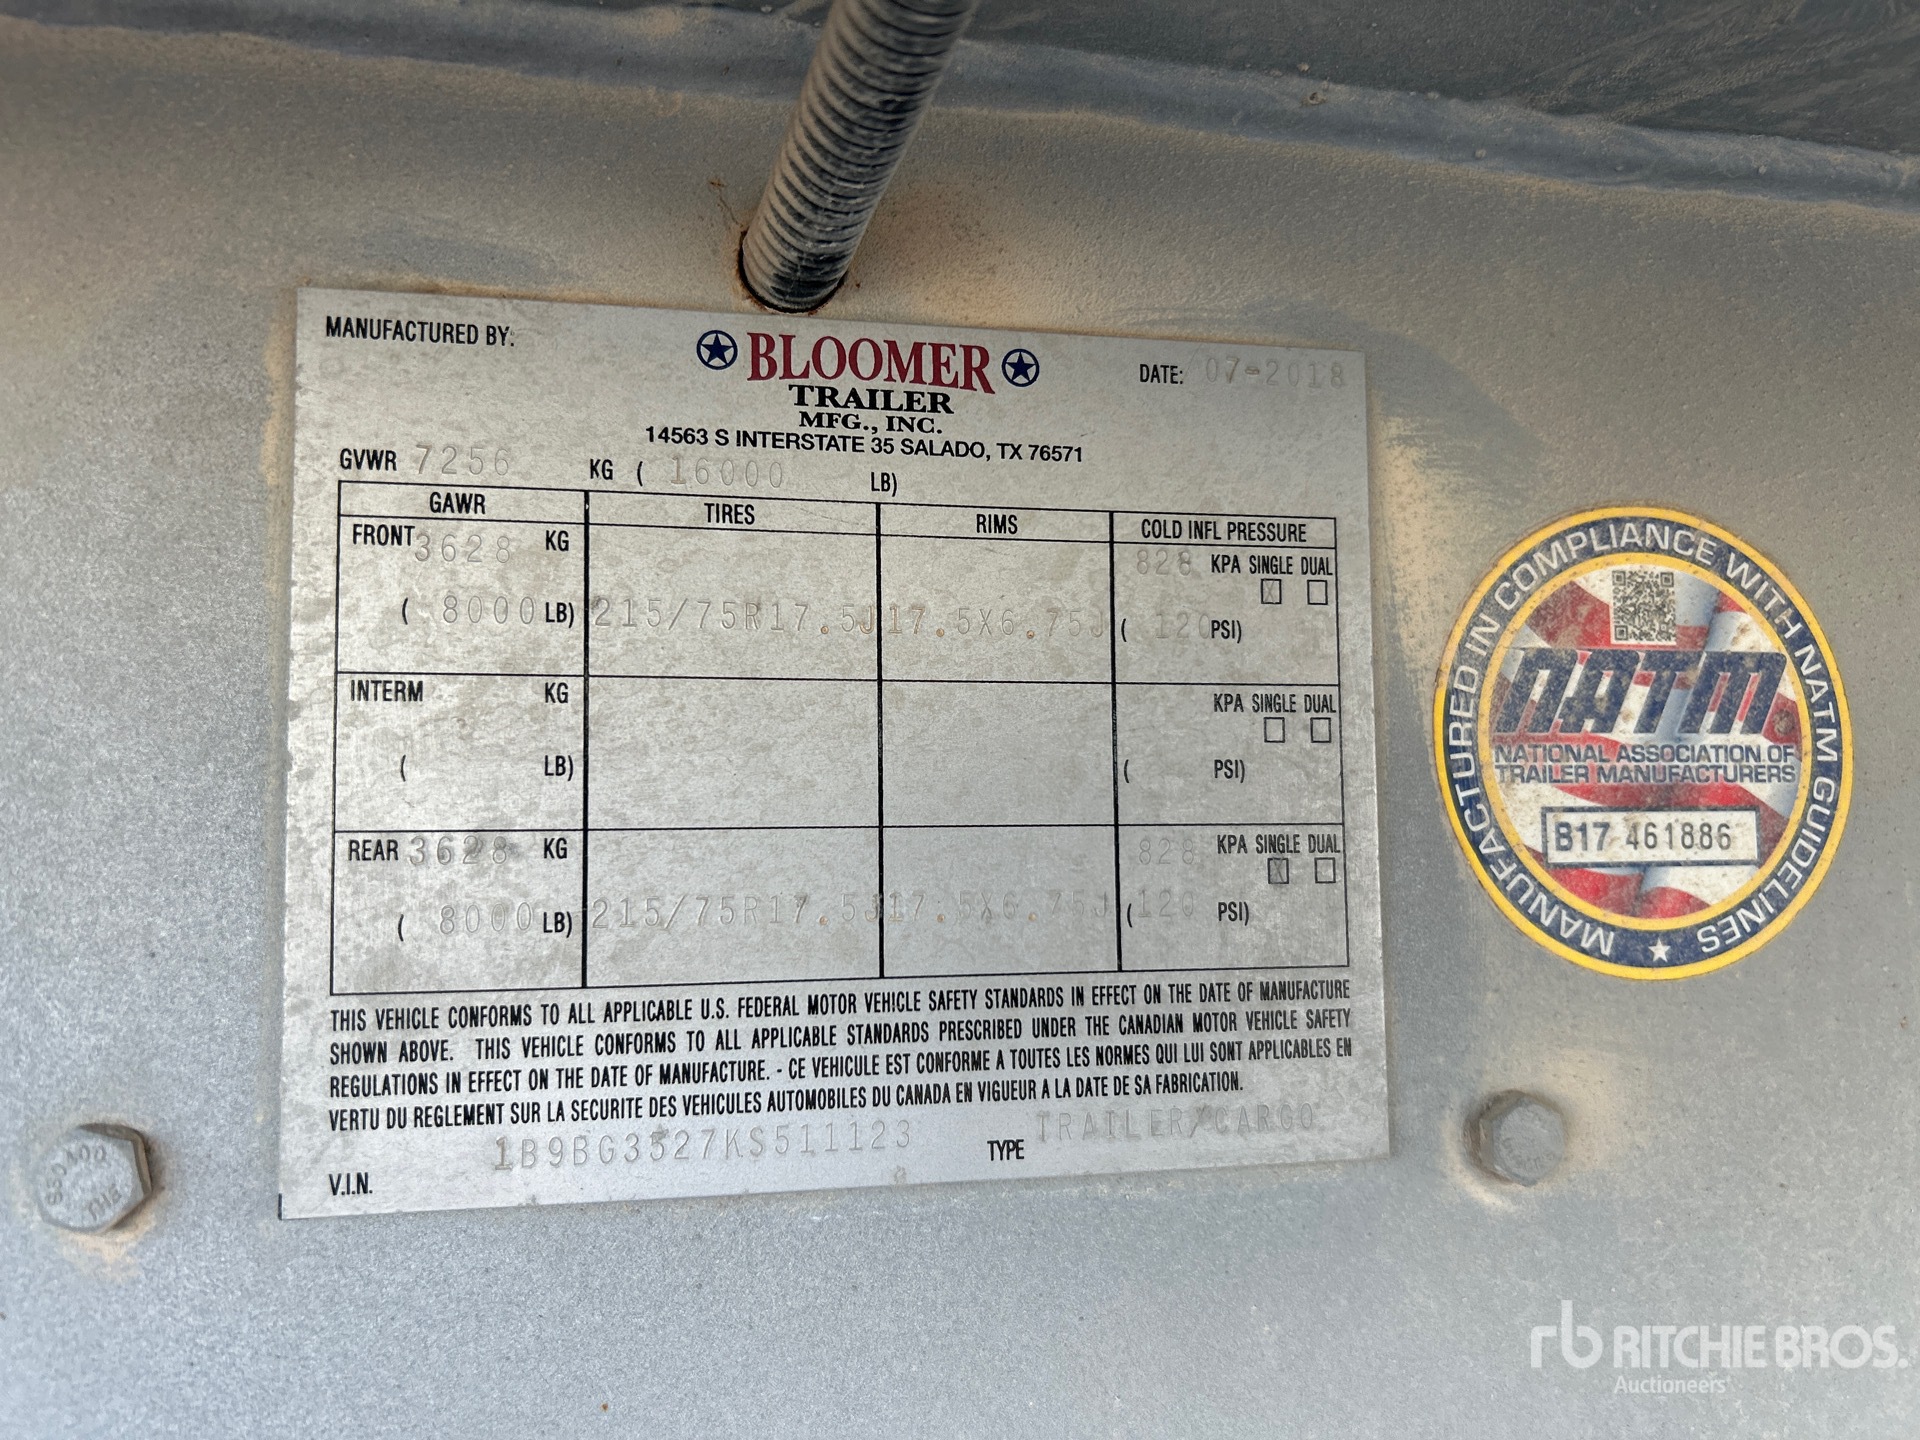 MANUFACTURED BY:
BLOOMER
TRAILER
MFG., INC.
14563 S INTERSTATE 35 SALADO, TX 76571
DATE: 07-2018
GVWR 7256 KG ( 16000 LB)
GAWR TIRES RIMS COLD INFL PRESSURE
FRONT 3628 KG 828 KPA SINGLE DUAL
X
( 8000 LB) 215/75R17.5J 17.5X6.75J ( 120 PSI)
INTERM KG KPA SINGLE DUAL
( LB) ( PSI)
REAR 3628 KG 828 KPA SINGLE DUAL
X
( 8000 LB) 215/75R17.5J 17.5X6.75J ( 120 PSI)
THIS VEHICLE CONFORMS TO ALL APPLICABLE U.S. FEDERAL MOTOR VEHICLE SAFETY STANDARDS IN EFFECT ON THE DATE OF MANUFACTURE
SHOWN ABOVE. THIS VEHICLE CONFORMS TO ALL APPLICABLE STANDARDS PRESCRIBED UNDER THE CANADIAN MOTOR VEHICLE SAFETY
REGULATIONS IN EFFECT ON THE DATE OF MANUFACTURE. - CE VEHICULE EST CONFORME A TOUTES LES NORMES QUI LUI SONT APPLICABLES EN
VERTU DU REGLEMENT SUR LA SECURITE DES VEHICULES AUTOMOBILES DU CANADA EN VIGUEUR A LA DATE DE SA FABRICATION.
V.I.N. 1B9BG3527KS511123 TYPE TRAILER/CARGO
MANUFACTURED IN COMPLIANCE WITH NATM GUIDELINES
NATM
NATIONAL ASSOCIATION OF
TRAILER MANUFACTURERS
B17 461886
rb RITCHIE BROS.
Auctioneers